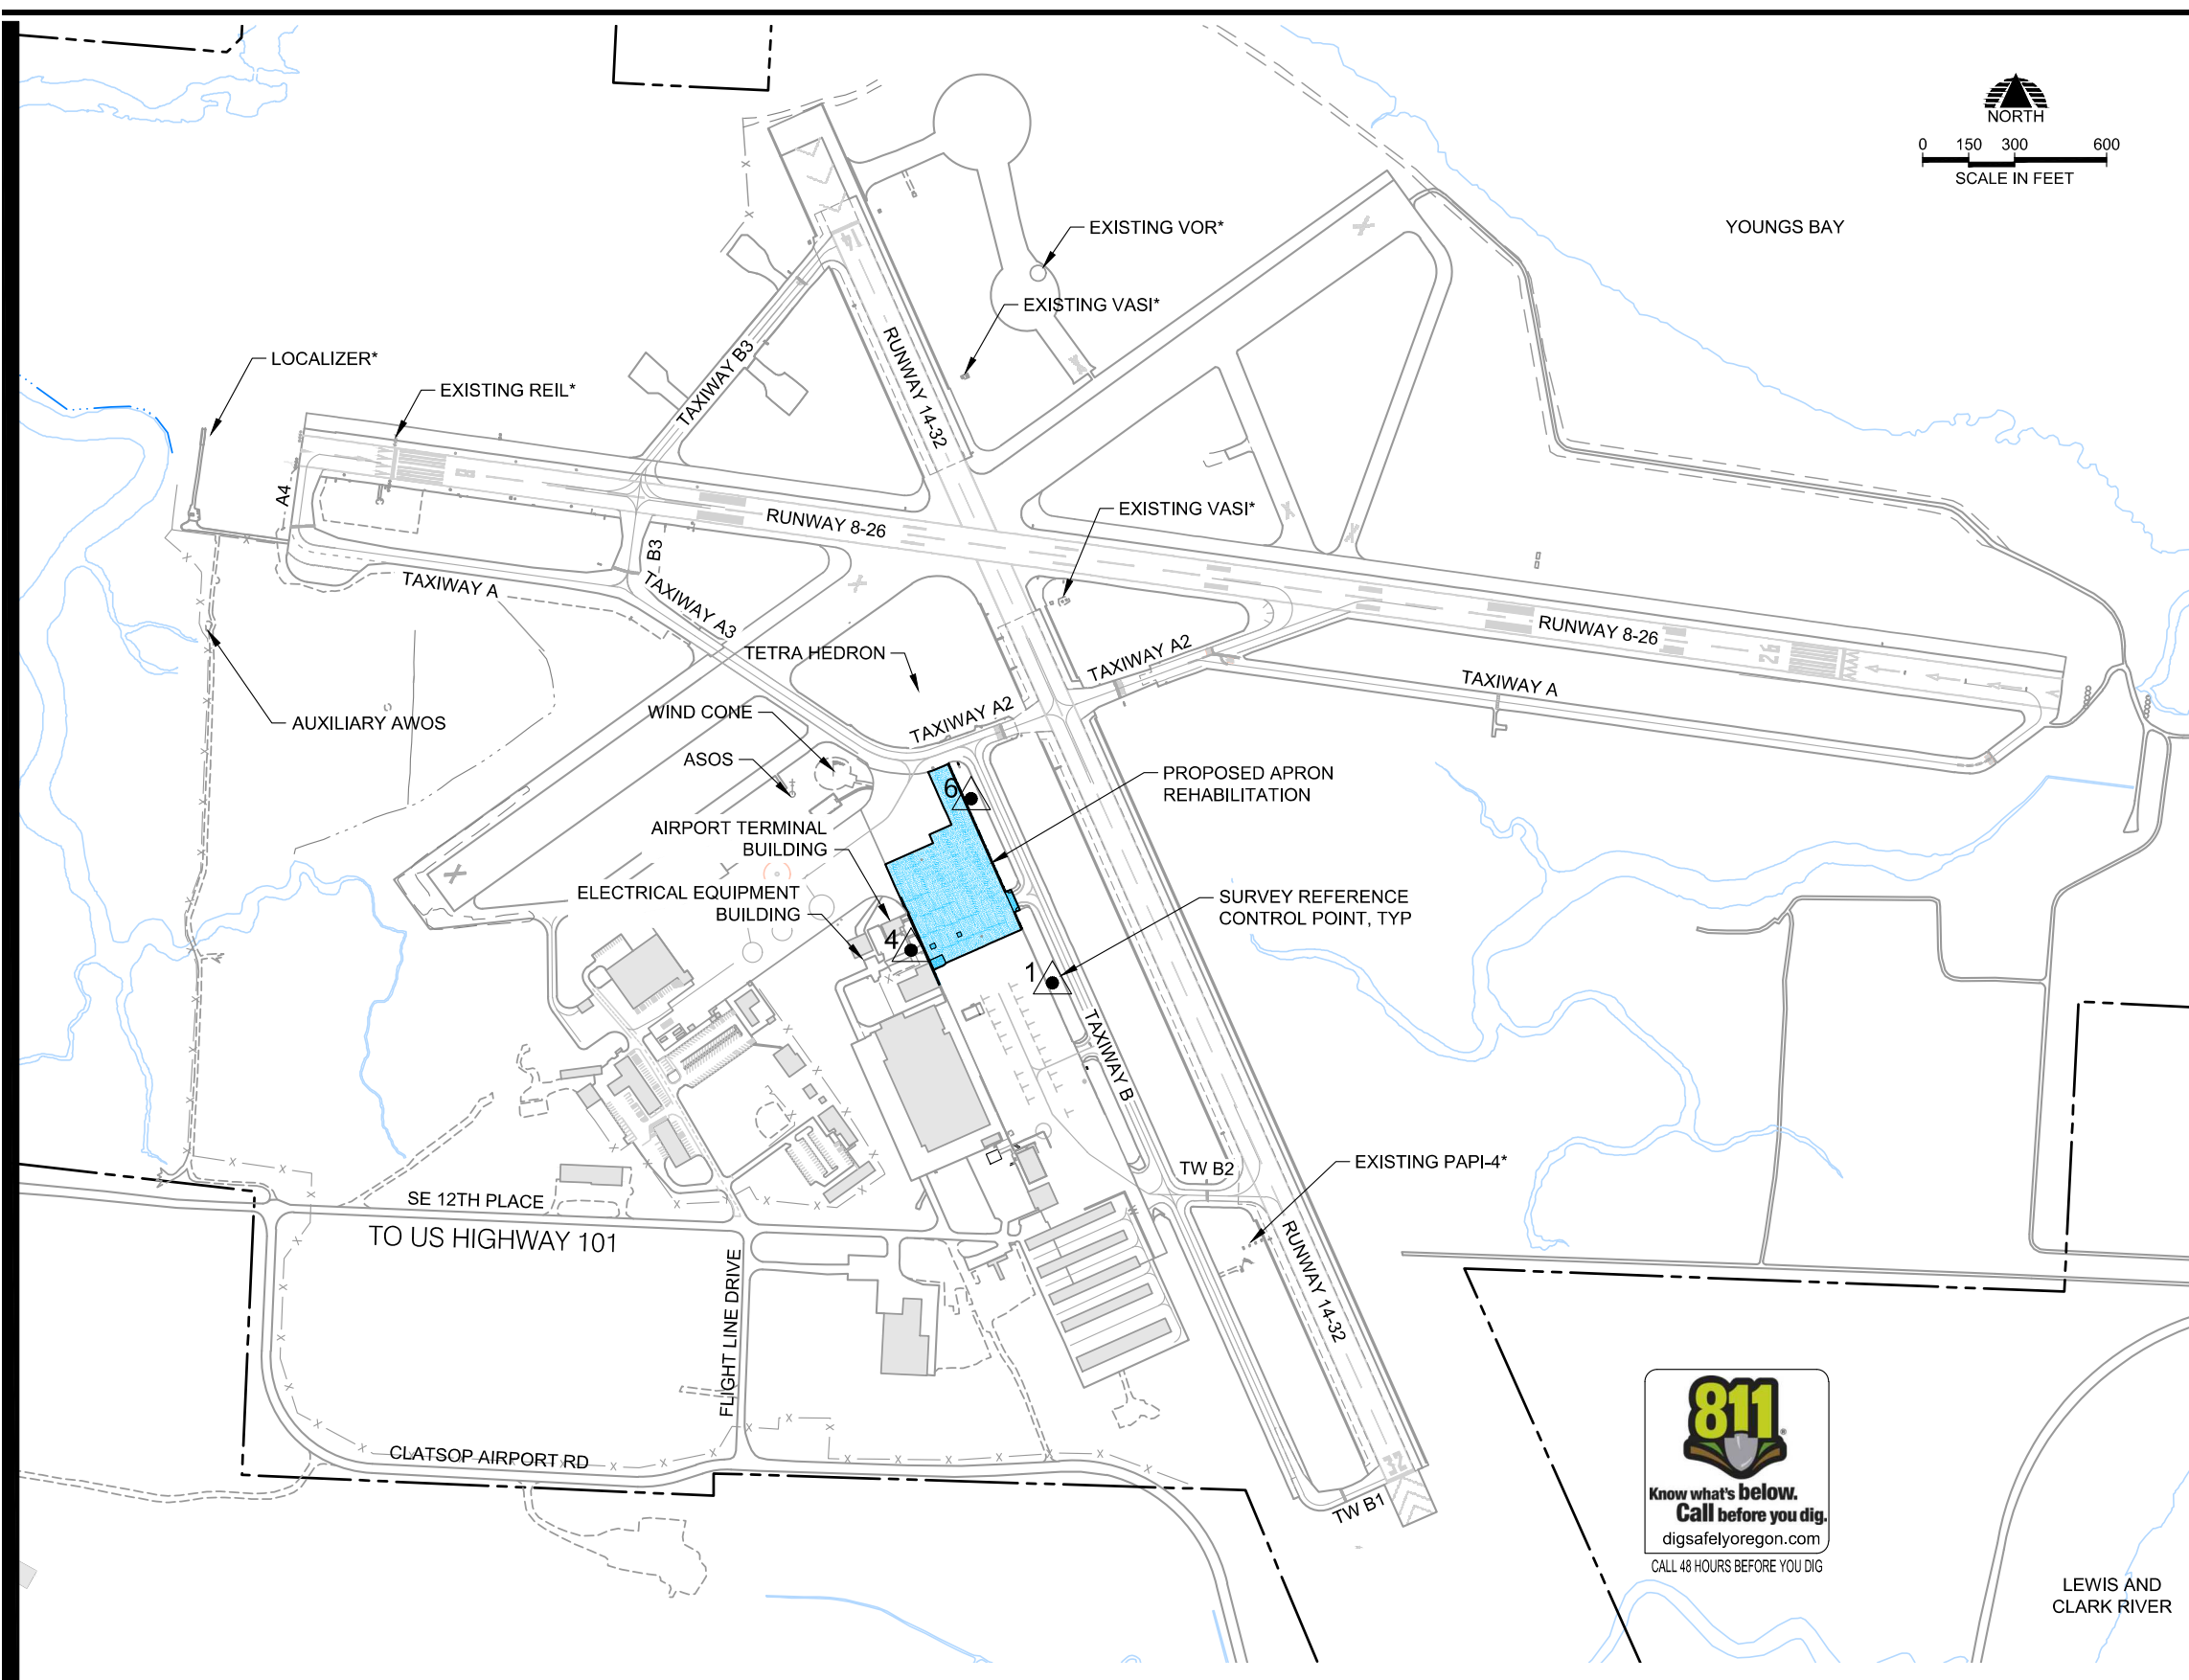 NORTH
0 150 300 600
SCALE IN FEET
YOUNGS BAY
EXISTING VOR*
EXISTING VASI*
14
RUNWAY 14-32
TAXIWAY B3
LOCALIZER*
EXISTING REIL*
A4
8
RUNWAY 8-26
EXISTING VASI*
B3
TAXIWAY A
TAXIWAY A3
TETRA HEDRON
TAXIWAY A2
RUNWAY 8-26
26
TAXIWAY A
AUXILIARY AWOS
WIND CONE
TAXIWAY A2
ASOS
6
PROPOSED APRON
REHABILITATION
AIRPORT TERMINAL
BUILDING
ELECTRICAL EQUIPMENT
BUILDING
SURVEY REFERENCE
CONTROL POINT, TYP
4
1
TAXIWAY B
TW B2
EXISTING PAPI-4*
SE 12TH PLACE
TO US HIGHWAY 101
FLIGHT LINE DRIVE
RUNWAY 14-32
CLATSOP AIRPORT RD
32
TW B1
811
Know what's below.
Call before you dig.
digsafelyoregon.com
CALL 48 HOURS BEFORE YOU DIG
LEWIS AND
CLARK RIVER